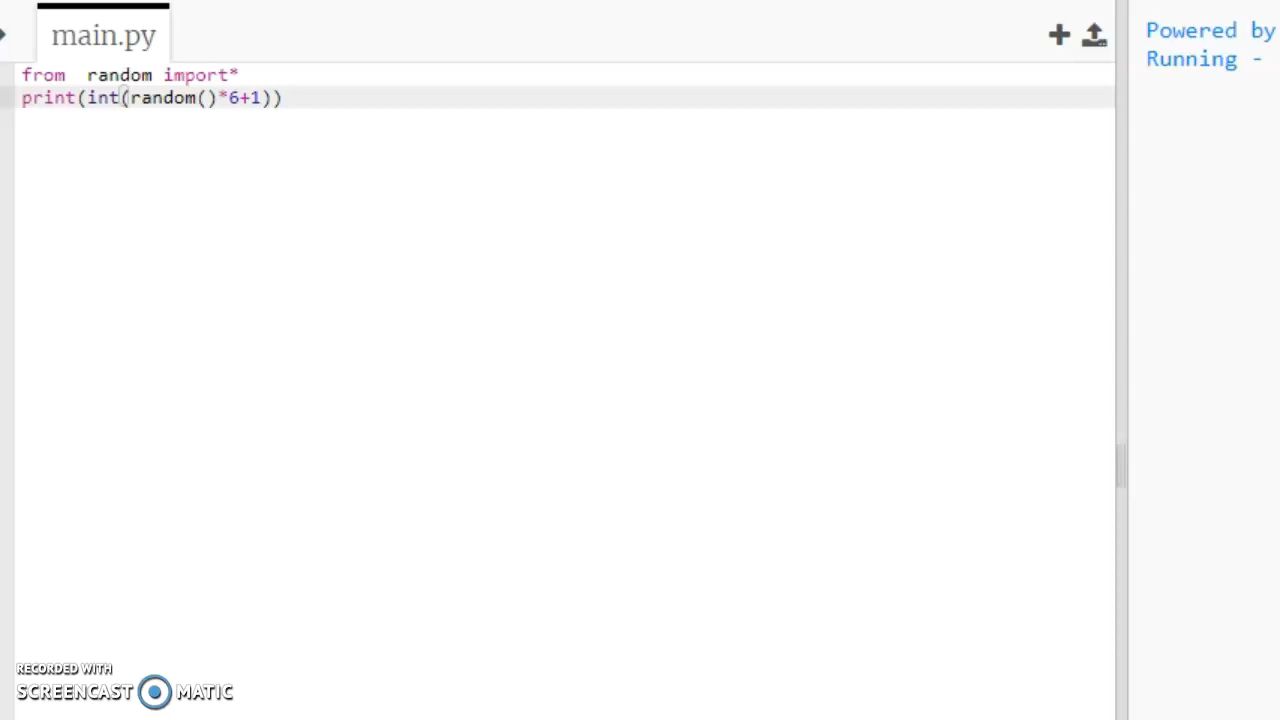 main.py
Powered by
Running -
from  random import*
print(int(random()*6+1))
RECORDED WITH
SCREENCAST MATIC